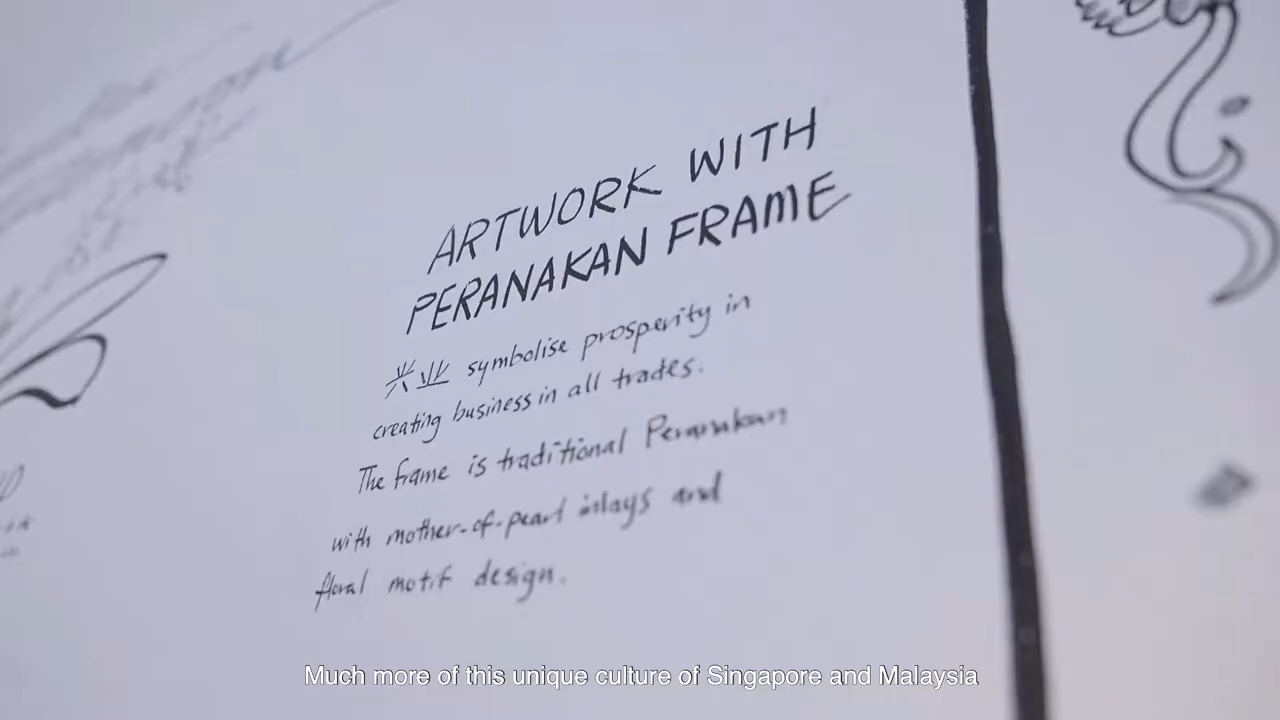 ARTWORK WITH
PERANAKAN FRAME
兴业 symbolise prosperity in
creating business in all trades.
The frame is traditional Peranakan
with mother-of-pearl inlays and
floral motif design.
Much more of this unique culture of Singapore and Malaysia